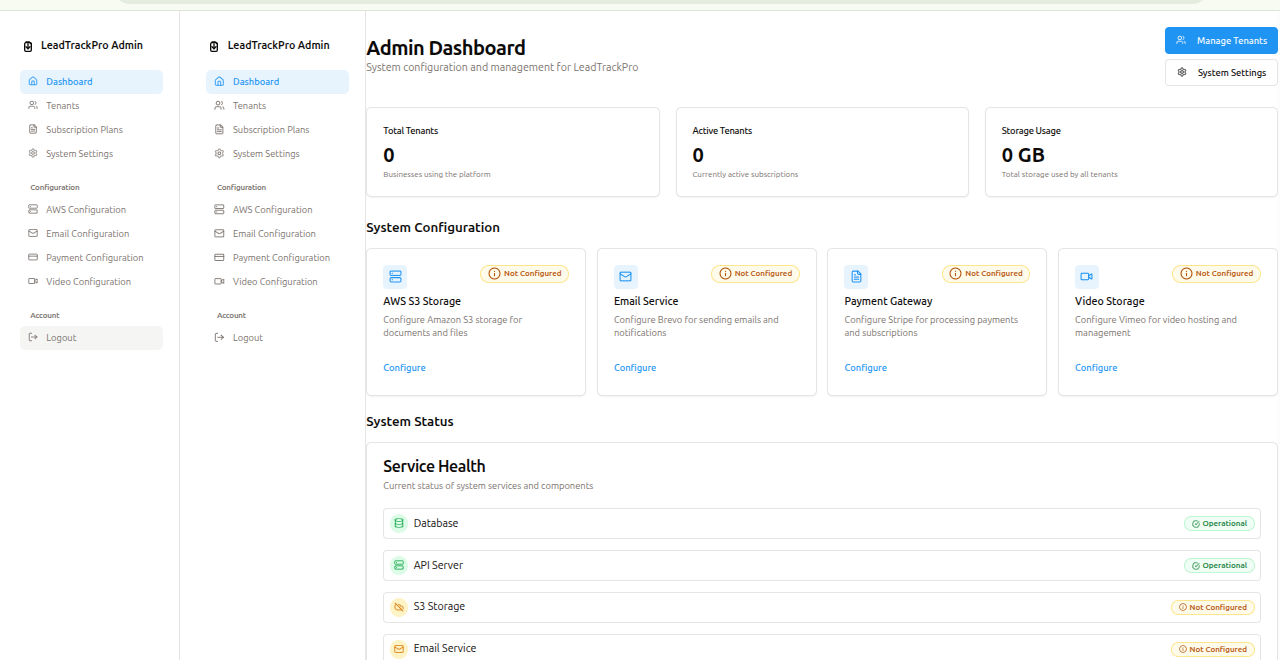 LeadTrackPro Admin
Dashboard
Tenants
Subscription Plans
System Settings
Configuration
AWS Configuration
Email Configuration
Payment Configuration
Video Configuration
Account
Logout
LeadTrackPro Admin
Dashboard
Tenants
Subscription Plans
System Settings
Configuration
AWS Configuration
Email Configuration
Payment Configuration
Video Configuration
Account
Logout
Admin Dashboard
System configuration and management for LeadTrackPro
Manage Tenants
System Settings
Total Tenants
0
Businesses using the platform
Active Tenants
0
Currently active subscriptions
Storage Usage
0 GB
Total storage used by all tenants
System Configuration
Not Configured
AWS S3 Storage
Configure Amazon S3 storage for
documents and files
Configure
Not Configured
Email Service
Configure Brevo for sending emails and
notifications
Configure
Not Configured
Payment Gateway
Configure Stripe for processing payments
and subscriptions
Configure
Not Configured
Video Storage
Configure Vimeo for video hosting and
management
Configure
System Status
Service Health
Current status of system services and components
Database
Operational
API Server
Operational
S3 Storage
Not Configured
Email Service
Not Configured